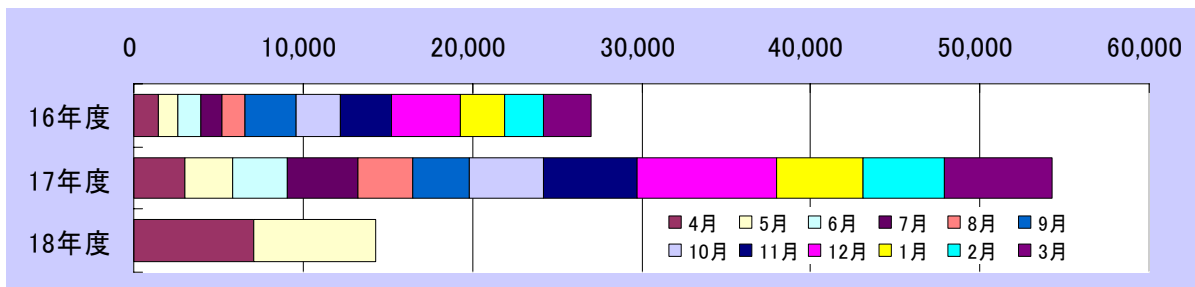 0 10,000 20,000 30,000 40,000 50,000 60,000
16年度
17年度
18年度
4月 5月 6月 7月 8月 9月
10月 11月 12月 1月 2月 3月